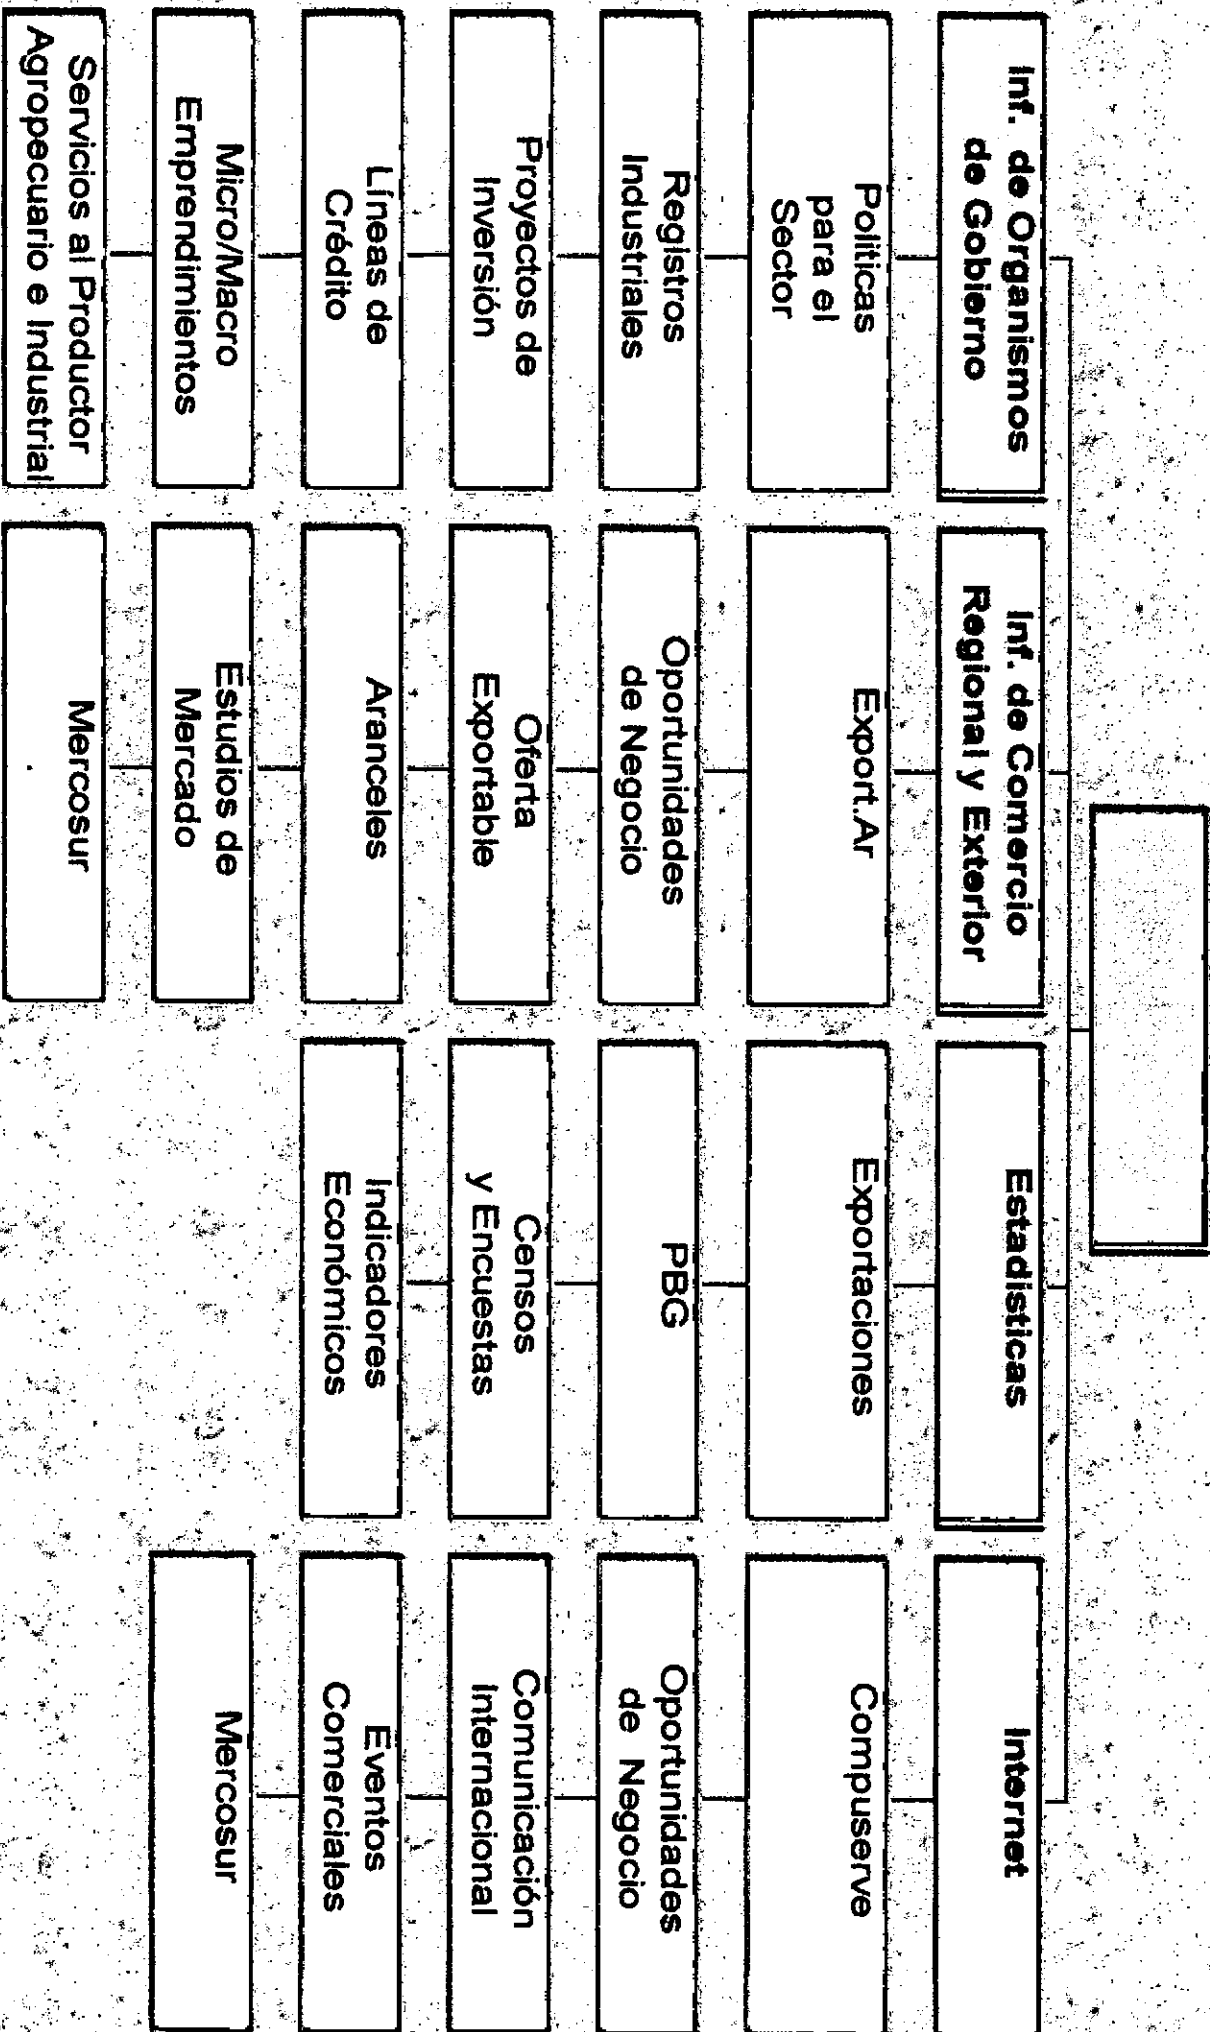 Inf. de Organismos
de Gobierno
Politicas
para el
Sector
Registros
Industriales
Proyectos de
Inversión
Líneas de
Crédito
Micro/Macro
Emprendimientos
Servicios al Productor
Agropecuario e Industrial
Inf. de Comercio
Regional y Exterior
Export.Ar
Oportunidades
de Negocio
Oferta
Exportable
Aranceles
Estudios de
Mercado
Mercosur
Estadisticas
Exportaciones
PBG
Censos
y Encuestas
Indicadores
Económicos
Internet
Compuserve
Oportunidades
de Negocio
Comunicación
Internacional
Eventos
Comerciales
Mercosur